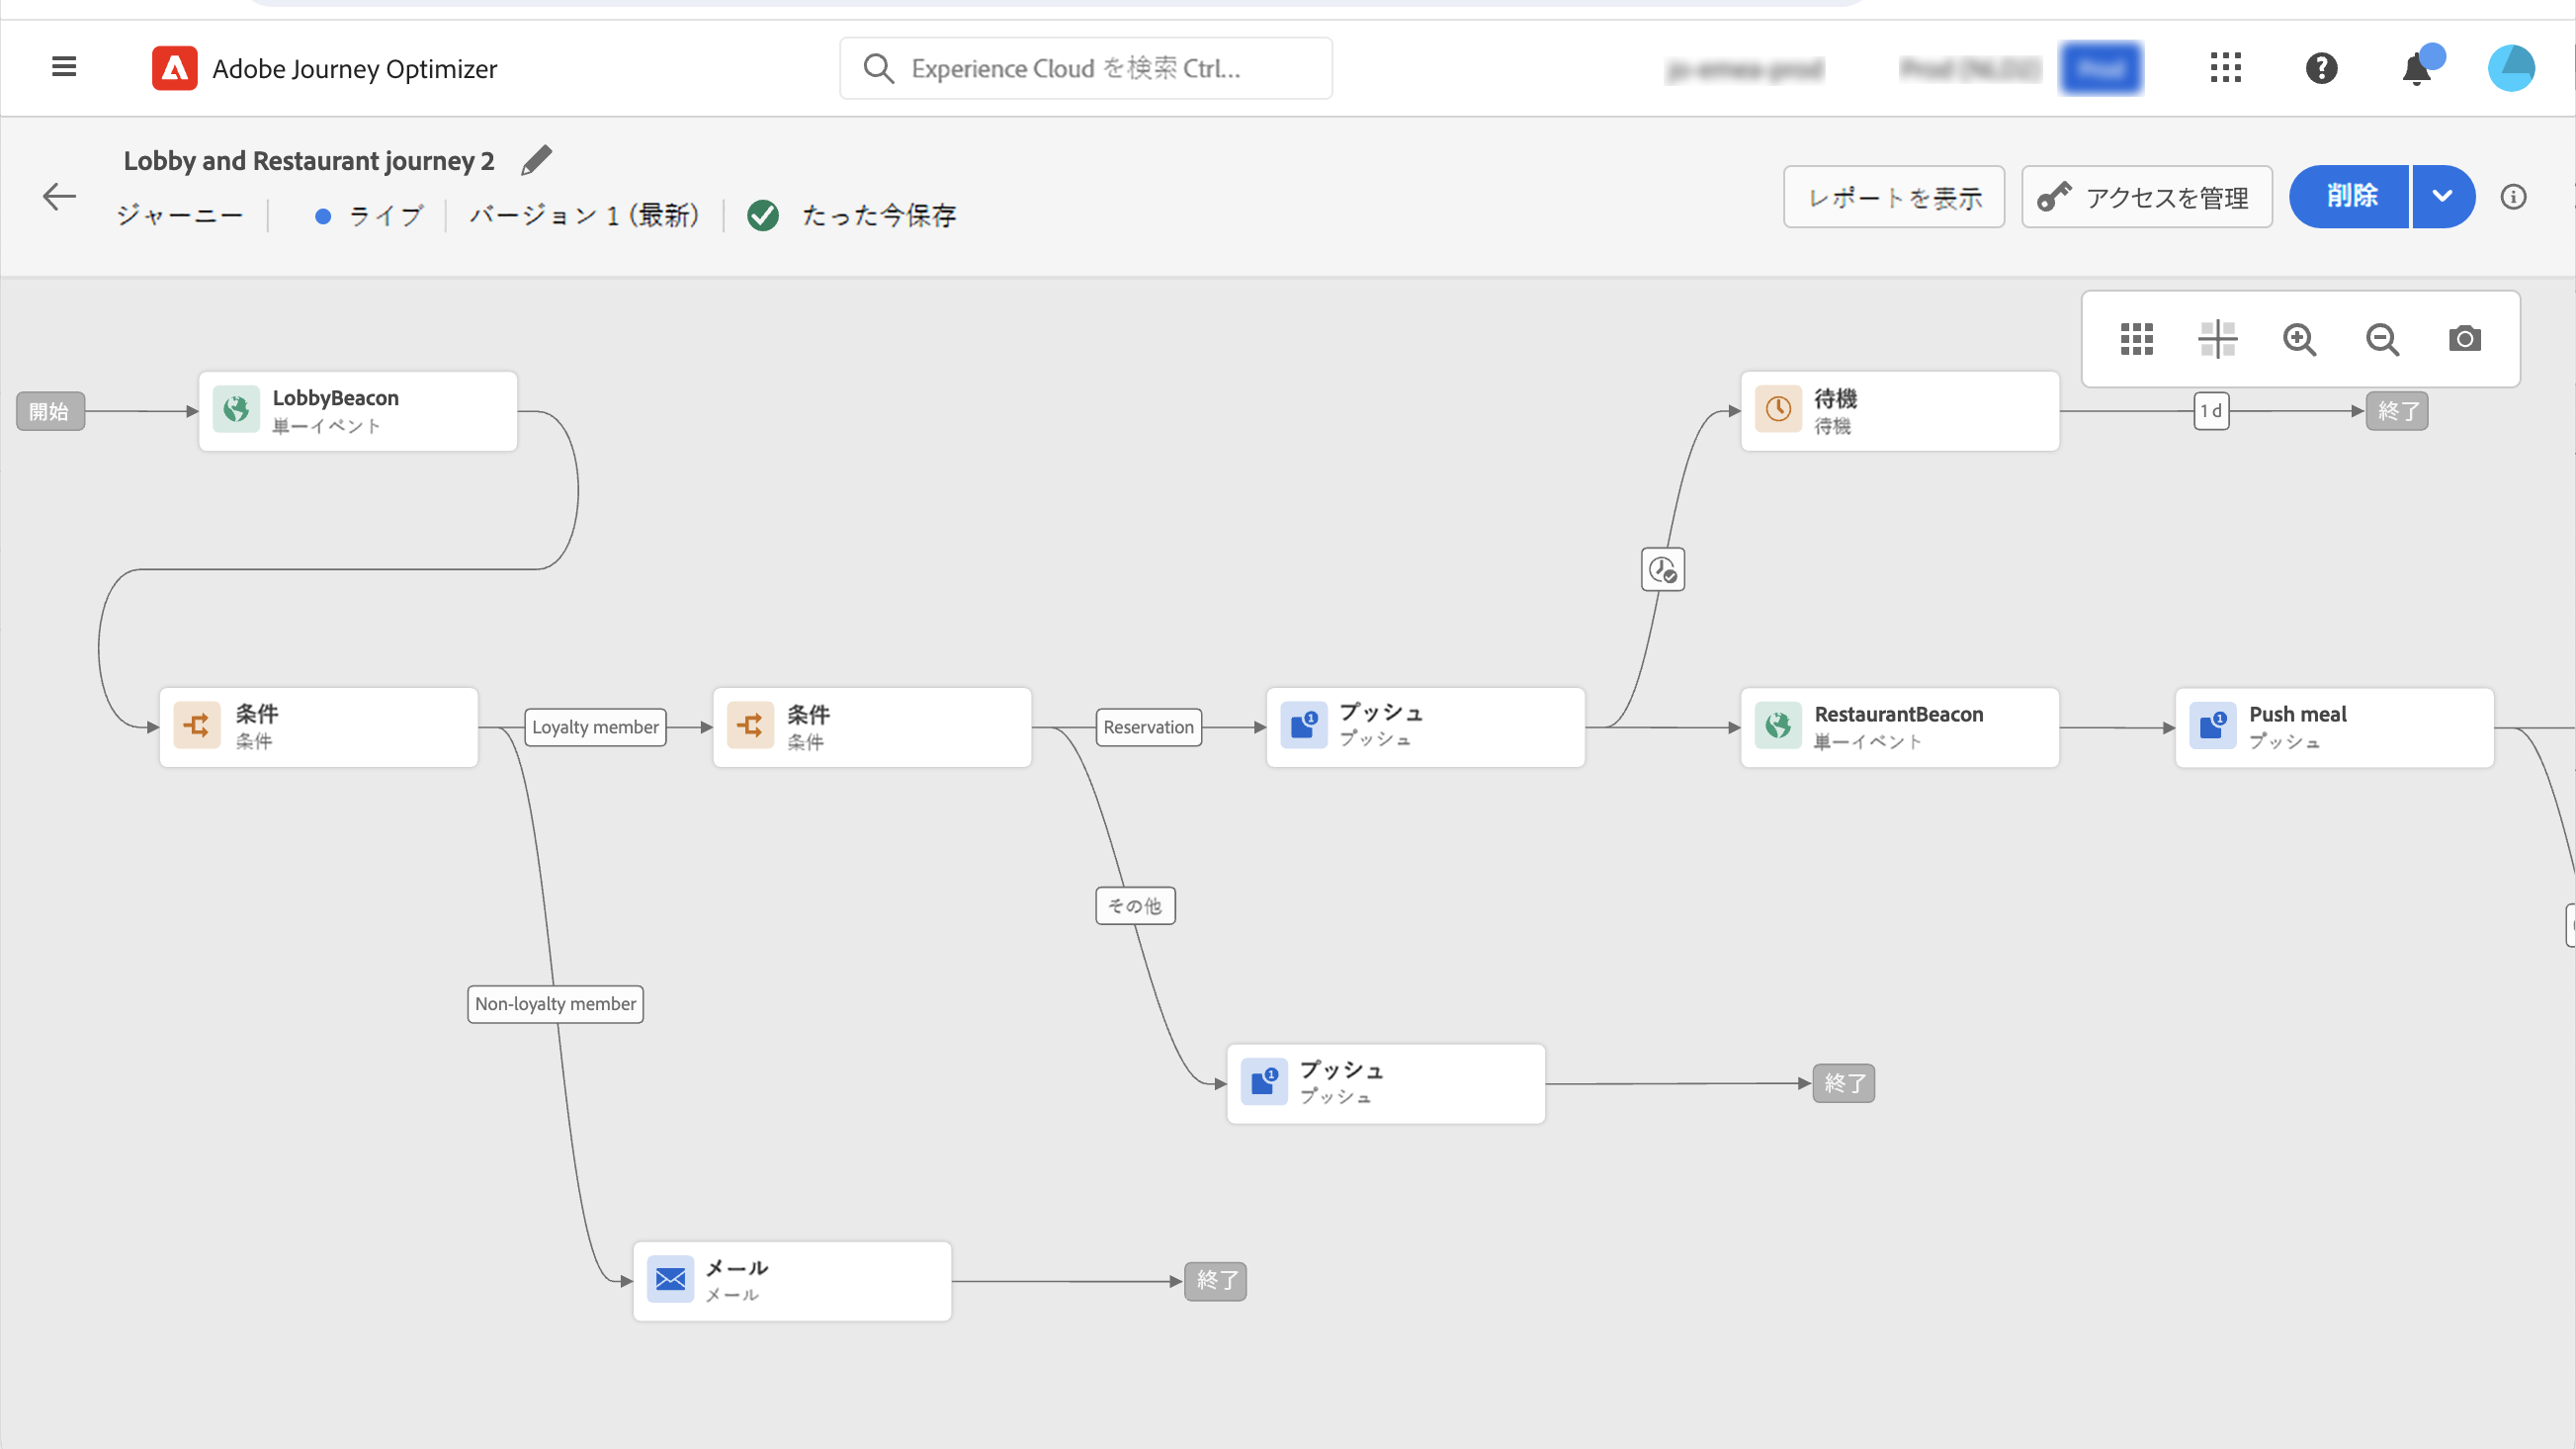 Adobe Journey Optimizer
Experience Cloud を検索 Ctrl...
Lobby and Restaurant journey 2
ジャーニー
ライブ
バージョン 1 (最新)
たった今保存
レポートを表示
アクセスを管理
削除
開始
LobbyBeacon
単一イベント
待機
待機
1 d
終了
条件
条件
Loyalty member
条件
条件
Reservation
プッシュ
プッシュ
RestaurantBeacon
単一イベント
Push meal
プッシュ
その他
Non-loyalty member
プッシュ
プッシュ
終了
メール
メール
終了